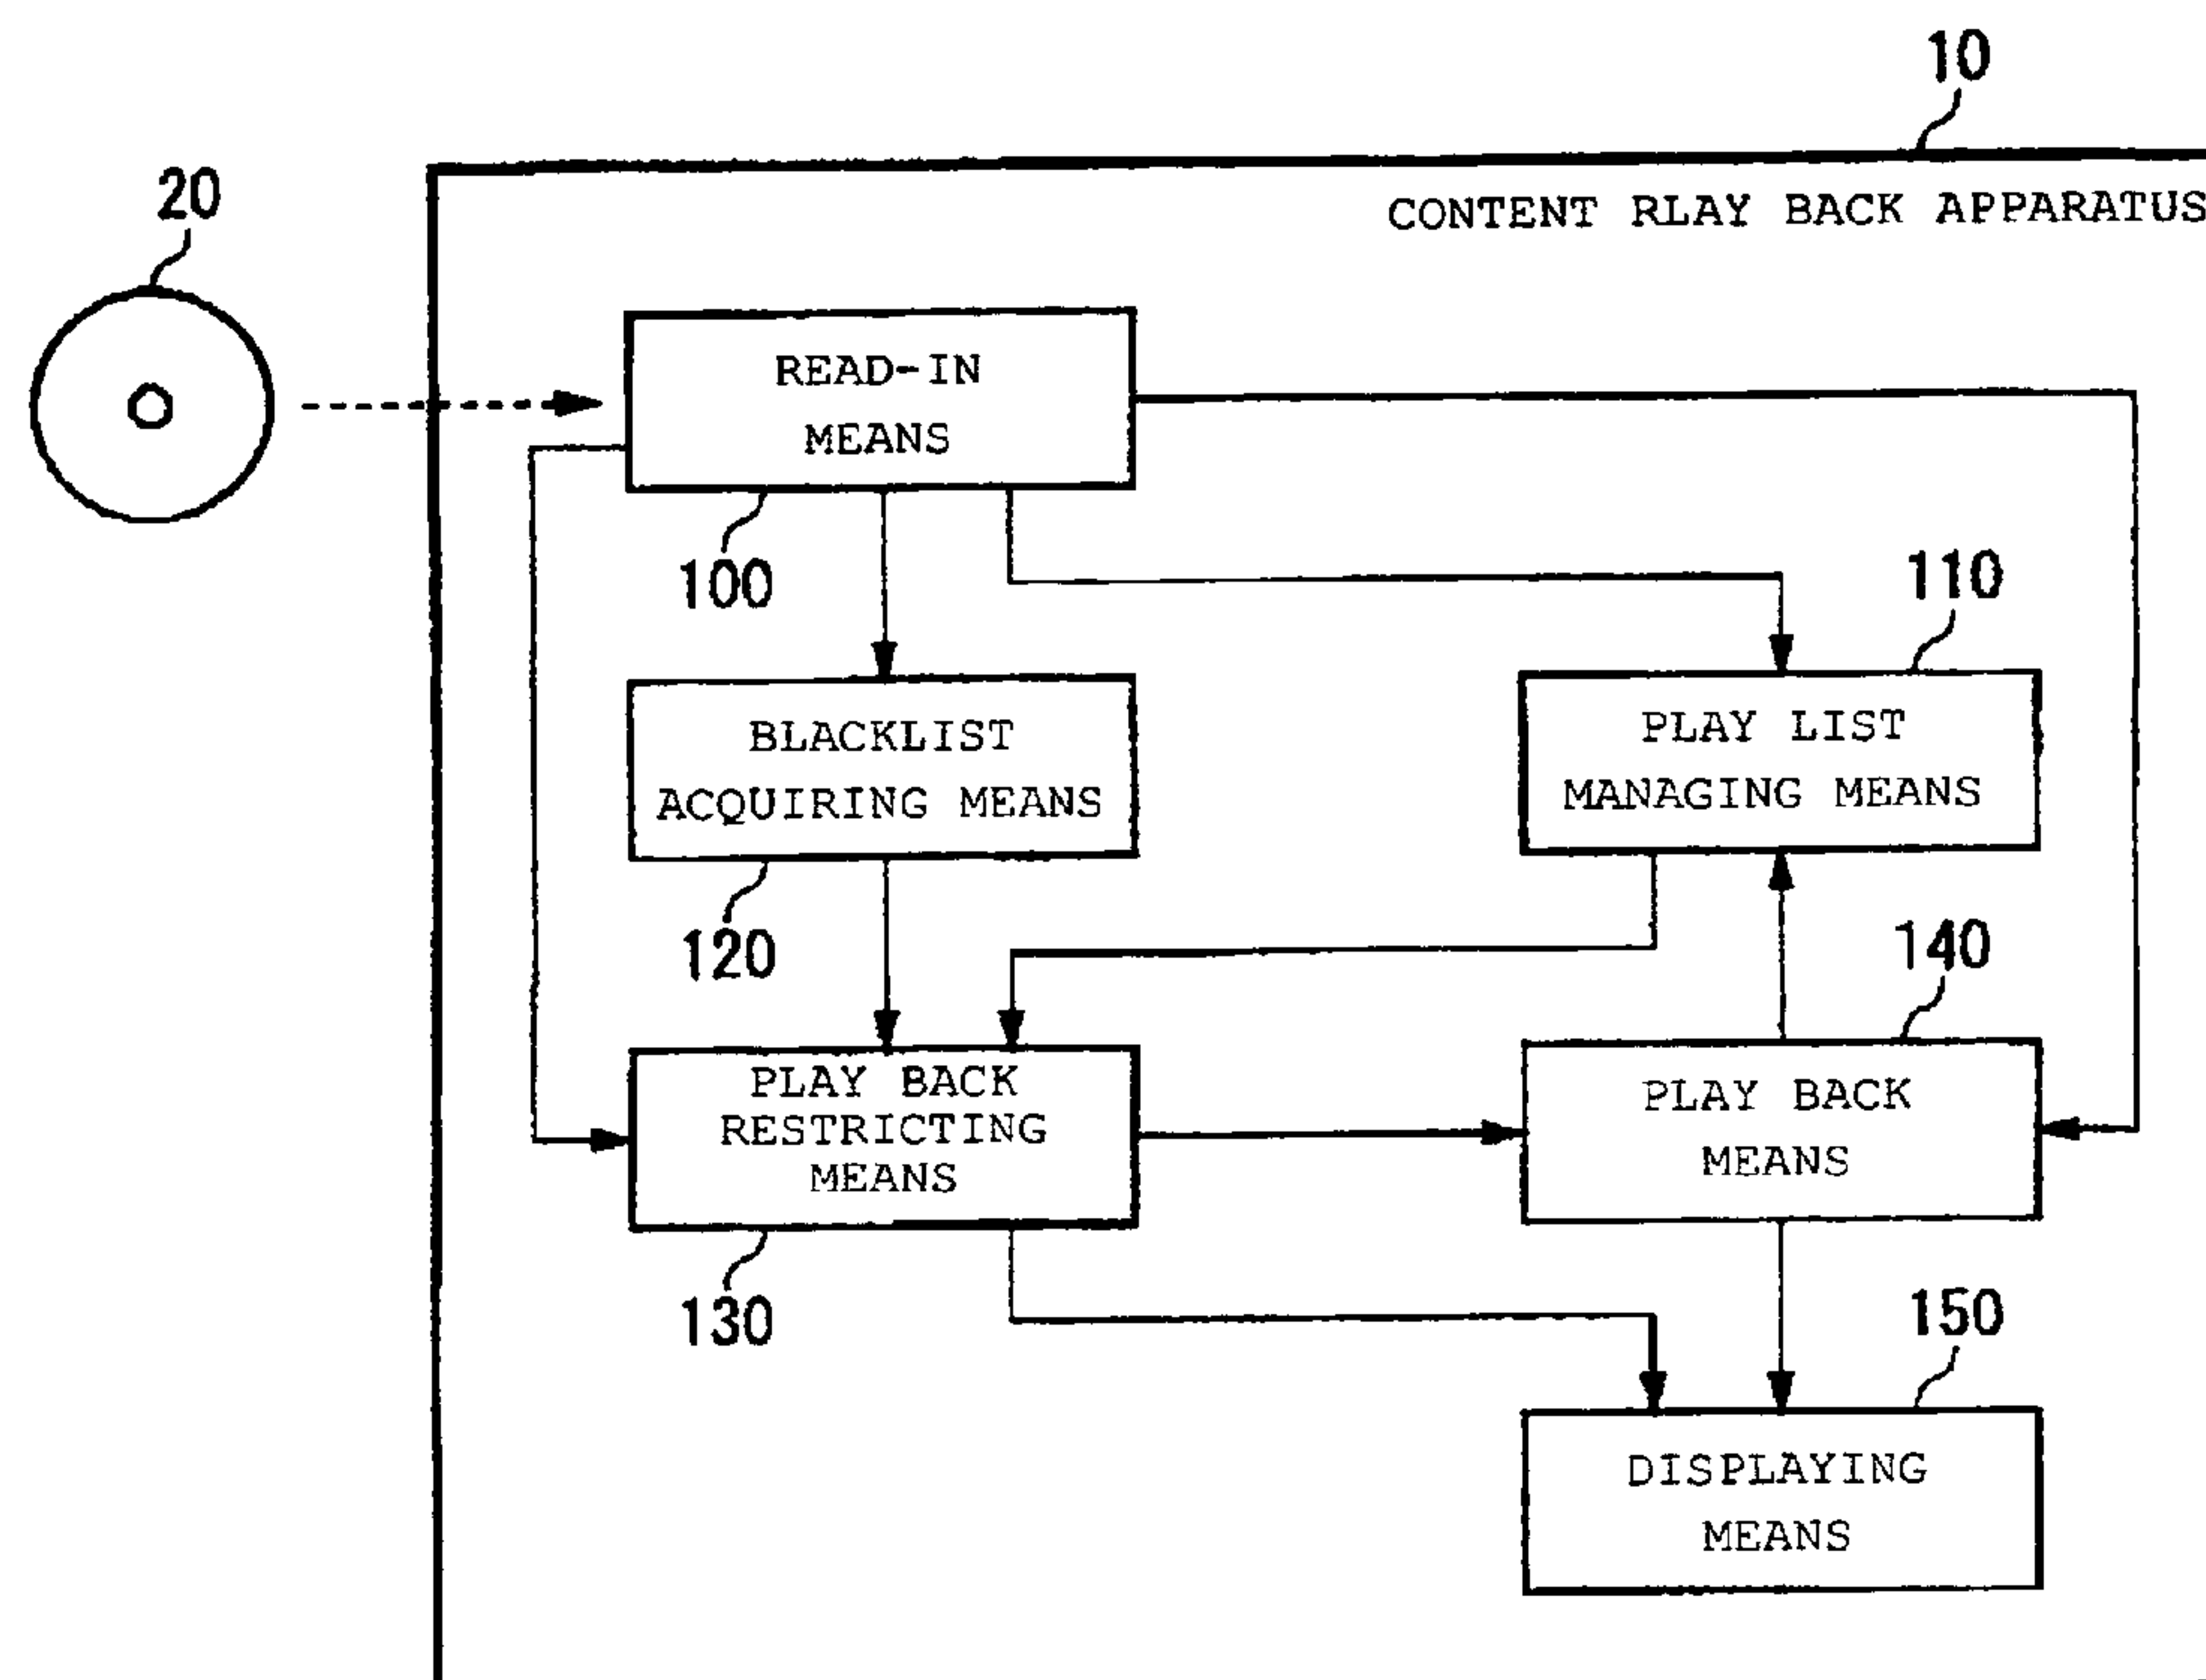 10
20
CONTENT RLAY BACK APPARATUS
READ-IN
MEANS
100
110
BLACKLIST
ACQUIRING MEANS
PLAY LIST
MANAGING MEANS
120
140
PLAY BACK
RESTRICTING
MEANS
PLAY BACK
MEANS
130
150
DISPLAYING
MEANS